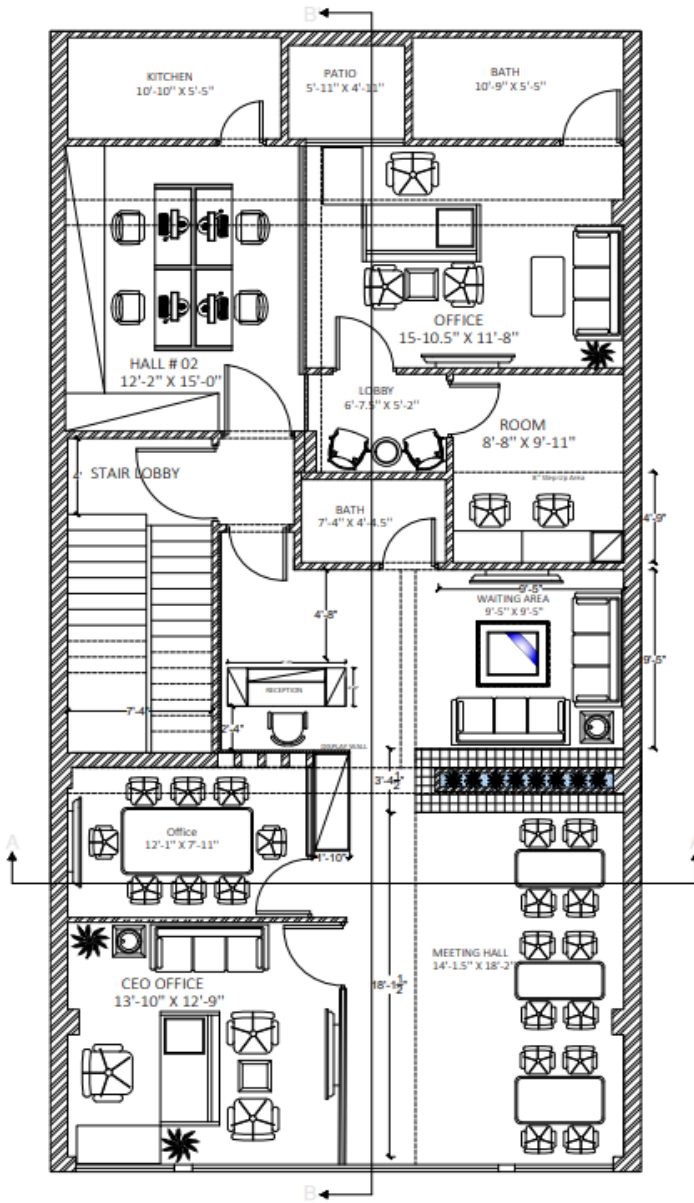 B'
KITCHEN
10'-10" X 5'-5"
PATIO
5'-11" X 4'-11"
BATH
10'-9" X 5'-5"
OFFICE
15-10.5" X 11'-8"
HALL # 02
12'-2" X 15'-0"
LOBBY
6'-7.5" X 5'-2"
ROOM
8'-8" X 9'-11"
STAIR LOBBY
BATH
7'-4" X 4'-4.5"
4'-9"
9'-5"
WAITING AREA
9'-5" X 9'-5"
4'-8"
9'-5"
RECEPTION
7'-4"
2'-4"
DISPLAY WALL
3'-4 1/2"
Office
12'-1" X 7'-11"
1'-10"
A
A
MEETING HALL
14'-1.5" X 18'-2"
CEO OFFICE
13'-10" X 12'-9"
18'-1 1/2"
B